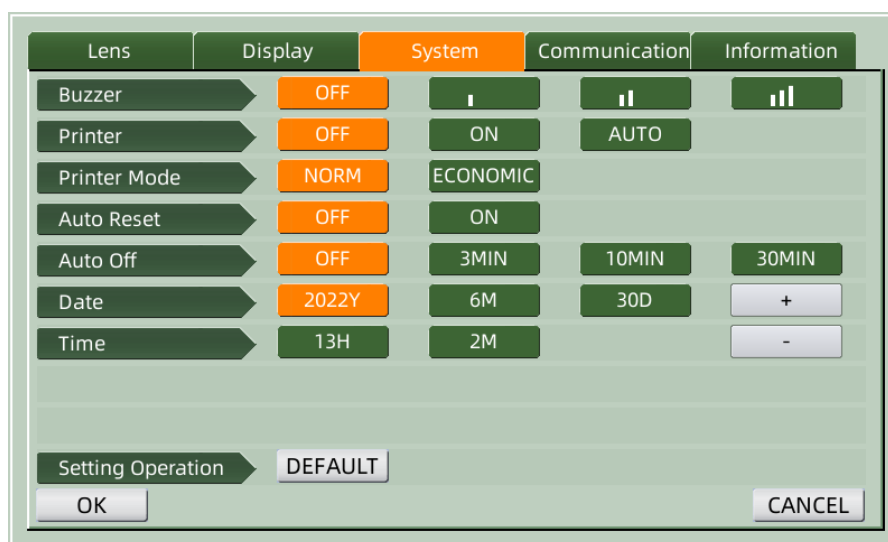 Lens Display System Communication Information
Buzzer OFF
Printer OFF ON AUTO
Printer Mode NORM ECONOMIC
Auto Reset OFF ON
Auto Off OFF 3MIN 10MIN 30MIN
Date 2022Y 6M 30D +
Time 13H 2M -
Setting Operation DEFAULT
OK CANCEL